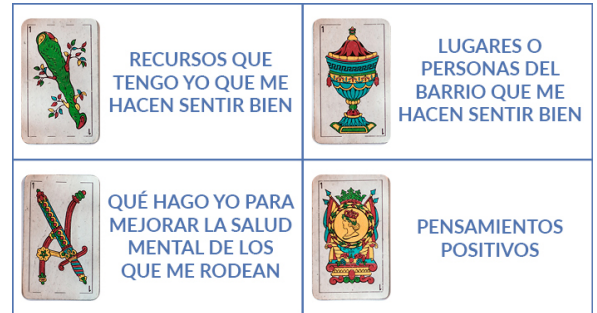 RECURSOS QUE
TENGO YO QUE ME
HACEN SENTIR BIEN
LUGARES O
PERSONAS DEL
BARRIO QUE ME
HACEN SENTIR BIEN
QUÉ HAGO YO PARA
MEJORAR LA SALUD
MENTAL DE LOS
QUE ME RODEAN
PENSAMIENTOS
POSITIVOS